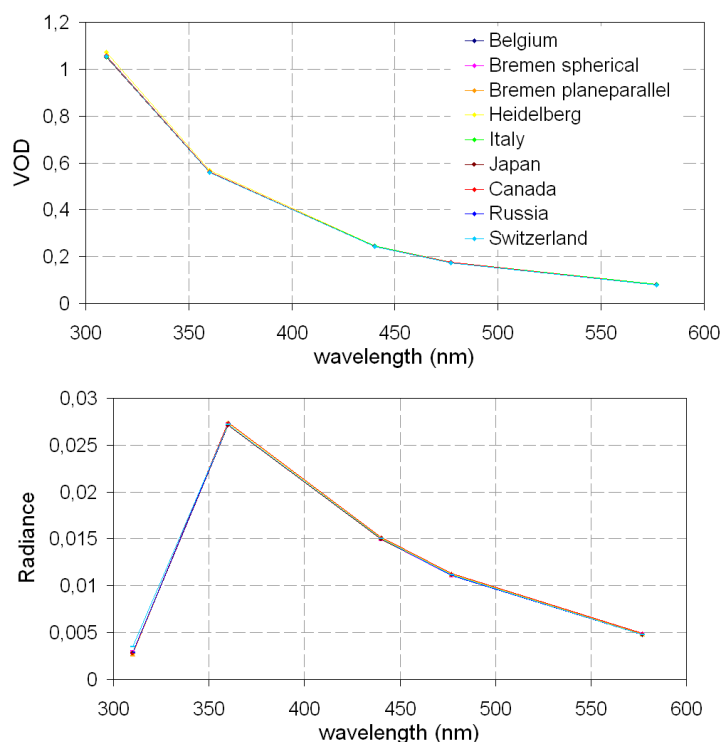 1,2
1
0,8
0,6
0,4
0,2
0
VOD
Belgium
Bremen spherical
Bremen planeparallel
Heidelberg
Italy
Japan
Canada
Russia
Switzerland
300 350 400 450 500 550 600
wavelength (nm)
0,03
0,025
0,02
0,015
0,01
0,005
0
Radiance
300 350 400 450 500 550 600
wavelength (nm)